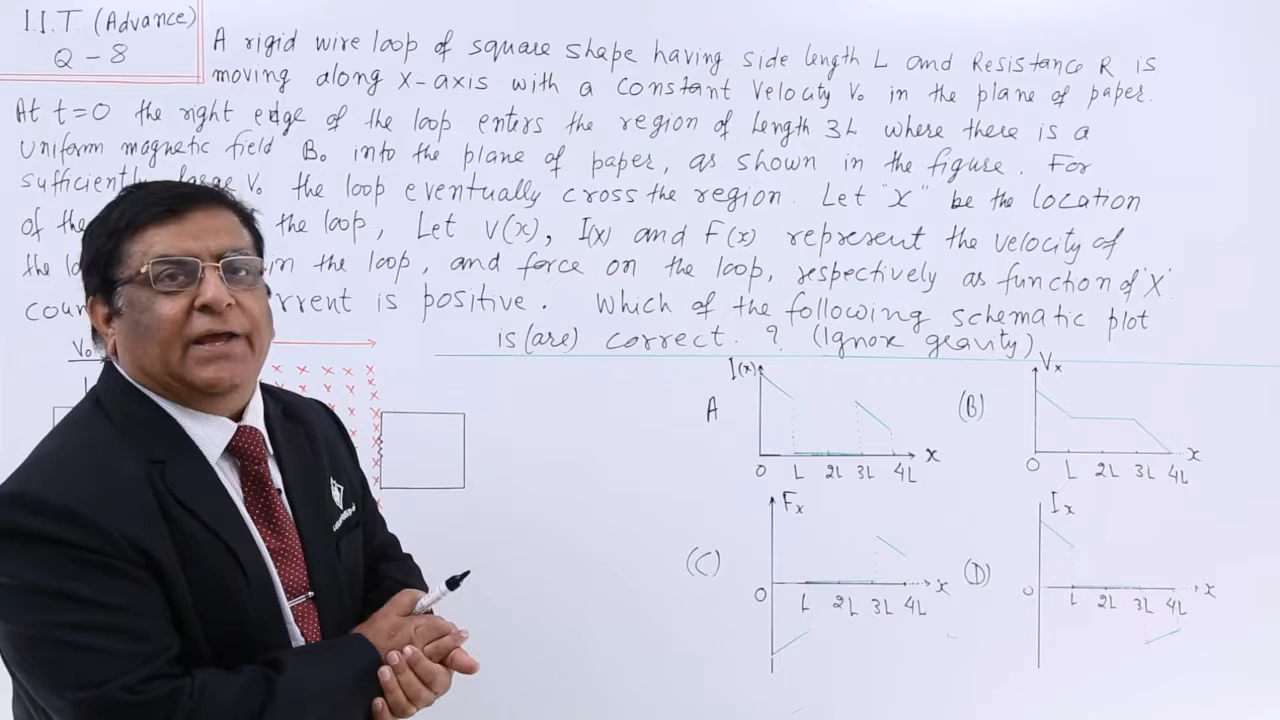 I.I.T. (Advance)
Q - 8
A rigid wire loop of square shape having side length L and Resistance R is
moving along X-axis with a Constant Velocity V₀ in the plane of paper.
At t=0 the right edge of the loop enters the region of length 3L where there is a
uniform magnetic field B₀ into the plane of paper, as shown in the figure. For
sufficiently large V₀ the loop eventually cross the region. Let "X" be the location
of the the loop, Let V(x), I(x) and F(x) represent the velocity of
the in the loop, and force on the loop, respectively as function of 'X'.
current is positive. Which of the following schematic plot
is (are) correct. ? (Ignore gravity)
V₀
A
I(x)
0 L 2L 3L 4L x
(B)
Vx
0 L 2L 3L 4L x
(C)
Fx
0 L 2L 3L 4L x
(D)
Ix
0 L 2L 3L 4L x